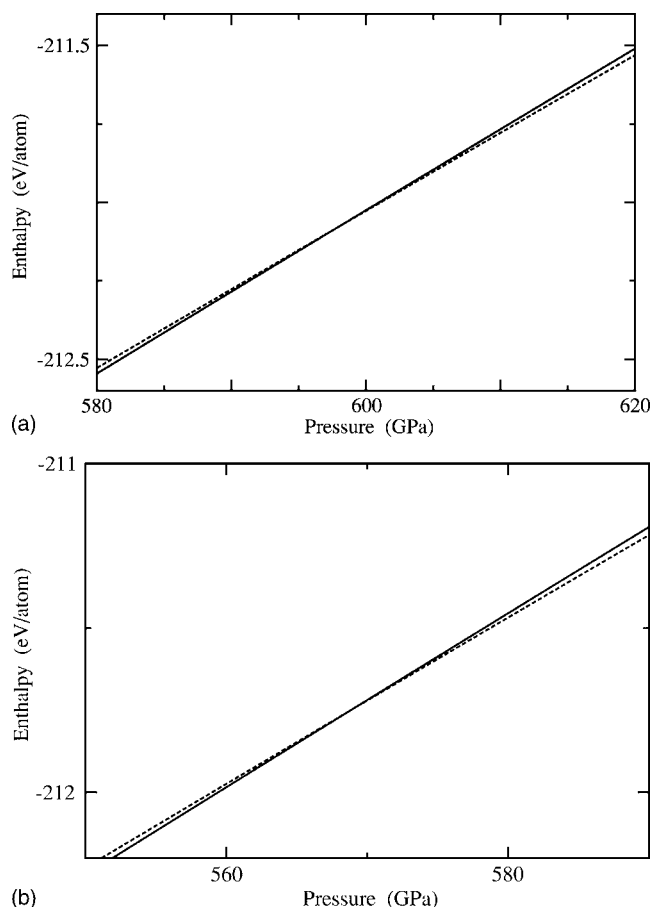 -211.5
Enthalpy (eV/atom)
-212.5
580
600
620
(a)
Pressure (GPa)
-211
Enthalpy (eV/atom)
-212
560
580
(b)
Pressure (GPa)